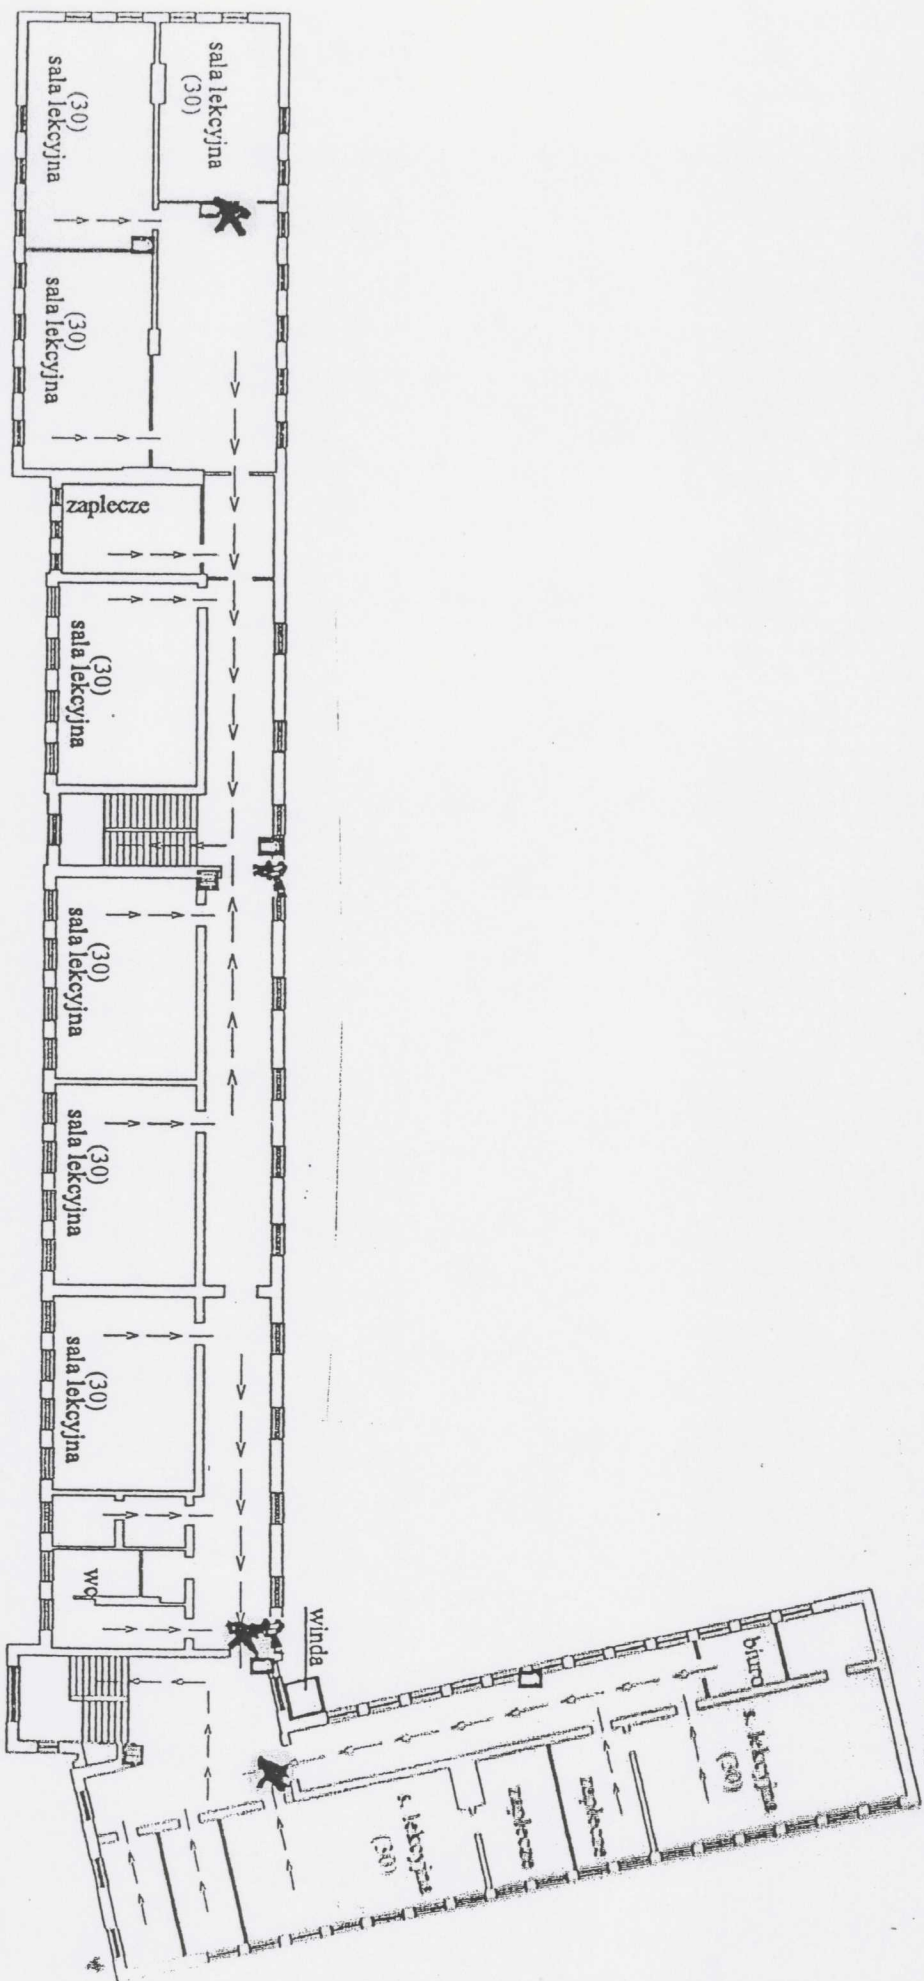 sala lekcyjna
(30)
(30)
sala lekcyjna
(30)
sala lekcyjna
zaplecze
(30)
sala lekcyjna
(30)
sala lekcyjna
(30)
sala lekcyjna
(30)
sala lekcyjna
wc
winda
biuro
s. lekcyjna
(30)
zaplecze
zaplecze
s. lekcyjna
(30)